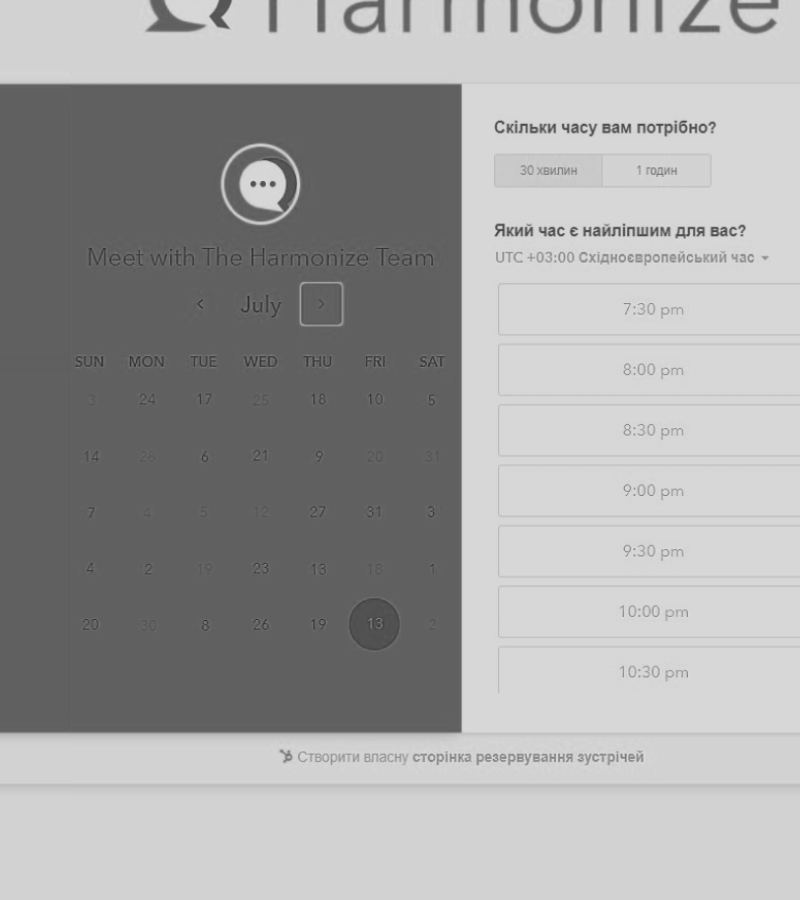 Harmonize
Meet with The Harmonize Team
July
SUN MON TUE WED THU FRI SAT
3 24 17 25 18 10 5
14 26 6 21 9 20 31
7 4 5 12 27 31 3
4 2 19 23 13 18 1
20 30 8 26 19 13 2
Скільки часу вам потрібно?
30 хвилин 1 годин
Який час є найліпшим для вас?
UTC +03:00 Східноєвропейський час
7:30 pm
8:00 pm
8:30 pm
9:00 pm
9:30 pm
10:00 pm
10:30 pm
Створити власну сторінка резервування зустрічей